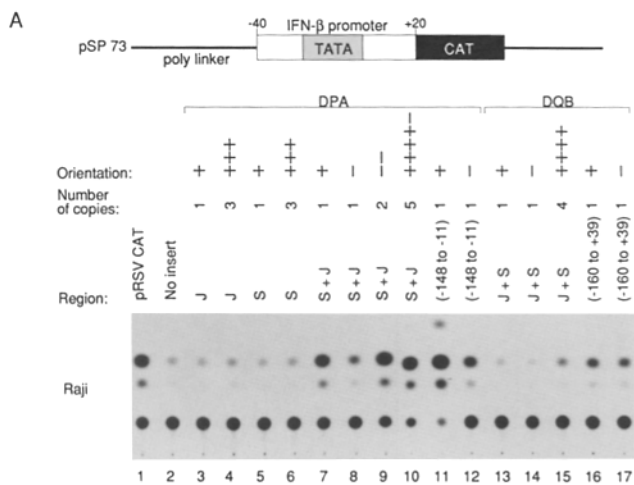 A
-40 IFN-β promoter +20
pSP 73 TATA CAT
poly linker
DPA DQB
Orientation: + +++ + +++ + − −− ++++− + − + − ++++ + −
Number of copies: 1 3 1 3 1 1 2 5 1 1 1 1 4 1 1
Region: pRSV CAT No insert J J S S S + J S + J S + J S + J (-148 to -11) (-148 to -11) J + S J + S J + S (-160 to +39) (-160 to +39)
Raji
1 2 3 4 5 6 7 8 9 10 11 12 13 14 15 16 17